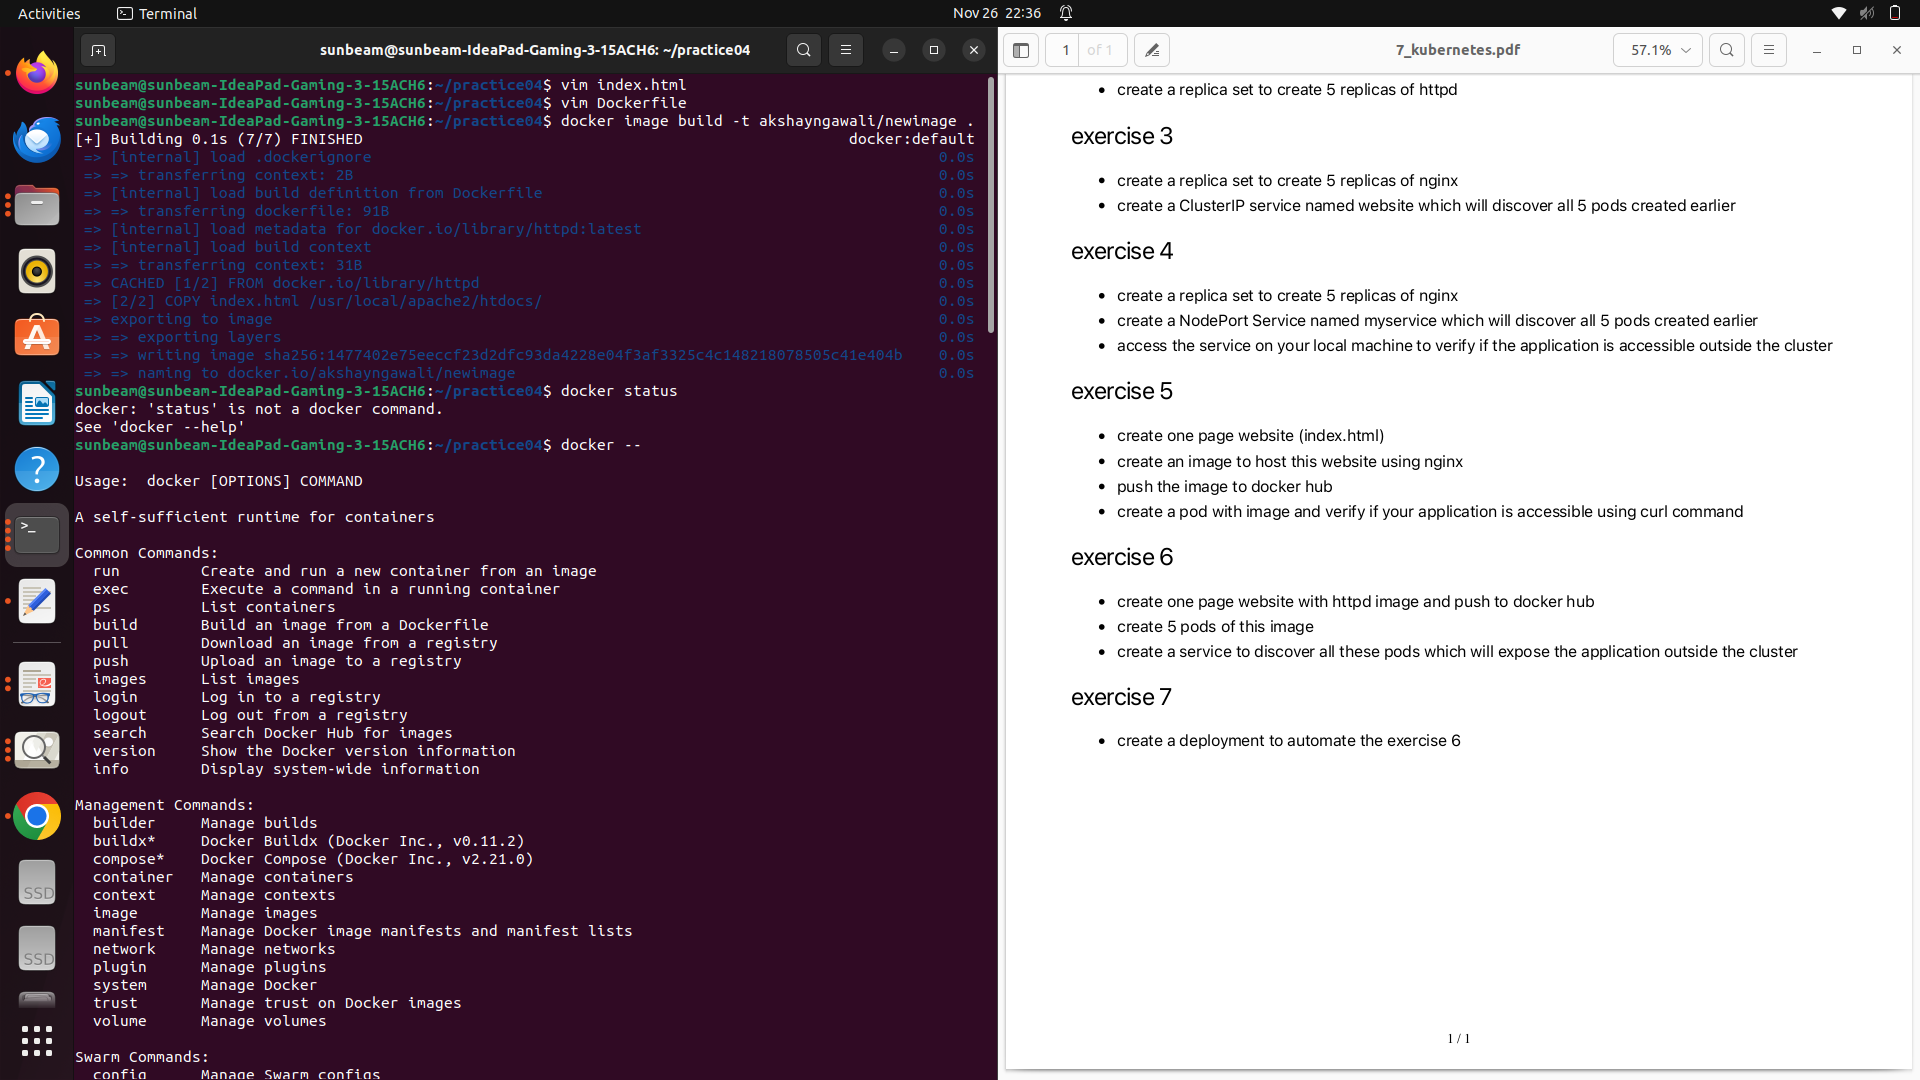 Activities
Terminal
Nov 26 22:36
sunbeam@sunbeam-IdeaPad-Gaming-3-15ACH6: ~/practice04
sunbeam@sunbeam-IdeaPad-Gaming-3-15ACH6:~/practice04$ vim index.html
sunbeam@sunbeam-IdeaPad-Gaming-3-15ACH6:~/practice04$ vim Dockerfile
sunbeam@sunbeam-IdeaPad-Gaming-3-15ACH6:~/practice04$ docker image build -t akshayngawali/newimage .
[+] Building 0.1s (7/7) FINISHED docker:default
=> [internal] load .dockerignore 0.0s
=> => transferring context: 2B 0.0s
=> [internal] load build definition from Dockerfile 0.0s
=> => transferring dockerfile: 91B 0.0s
=> [internal] load metadata for docker.io/library/httpd:latest 0.0s
=> [internal] load build context 0.0s
=> => transferring context: 31B 0.0s
=> CACHED [1/2] FROM docker.io/library/httpd 0.0s
=> [2/2] COPY index.html /usr/local/apache2/htdocs/ 0.0s
=> exporting to image 0.0s
=> => exporting layers 0.0s
=> => writing image sha256:1477402e75eeccf23d2dfc93da4228e04f3af3325c4c148218078505c41e404b 0.0s
=> => naming to docker.io/akshayngawali/newimage 0.0s
sunbeam@sunbeam-IdeaPad-Gaming-3-15ACH6:~/practice04$ docker status
docker: 'status' is not a docker command.
See 'docker --help'
sunbeam@sunbeam-IdeaPad-Gaming-3-15ACH6:~/practice04$ docker --
Usage:  docker [OPTIONS] COMMAND
A self-sufficient runtime for containers
Common Commands:
run Create and run a new container from an image
exec Execute a command in a running container
ps List containers
build Build an image from a Dockerfile
pull Download an image from a registry
push Upload an image to a registry
images List images
login Log in to a registry
logout Log out from a registry
search Search Docker Hub for images
version Show the Docker version information
info Display system-wide information
Management Commands:
builder Manage builds
buildx* Docker Buildx (Docker Inc., v0.11.2)
compose* Docker Compose (Docker Inc., v2.21.0)
container Manage containers
context Manage contexts
image Manage images
manifest Manage Docker image manifests and manifest lists
network Manage networks
plugin Manage plugins
system Manage Docker
trust Manage trust on Docker images
volume Manage volumes
Swarm Commands:
config Manage Swarm configs
SSD
SSD
1 of 1
7_kubernetes.pdf
57.1%
• create a replica set to create 5 replicas of httpd
exercise 3
• create a replica set to create 5 replicas of nginx
• create a ClusterIP service named website which will discover all 5 pods created earlier
exercise 4
• create a replica set to create 5 replicas of nginx
• create a NodePort Service named myservice which will discover all 5 pods created earlier
• access the service on your local machine to verify if the application is accessible outside the cluster
exercise 5
• create one page website (index.html)
• create an image to host this website using nginx
• push the image to docker hub
• create a pod with image and verify if your application is accessible using curl command
exercise 6
• create one page website with httpd image and push to docker hub
• create 5 pods of this image
• create a service to discover all these pods which will expose the application outside the cluster
exercise 7
• create a deployment to automate the exercise 6
1 / 1